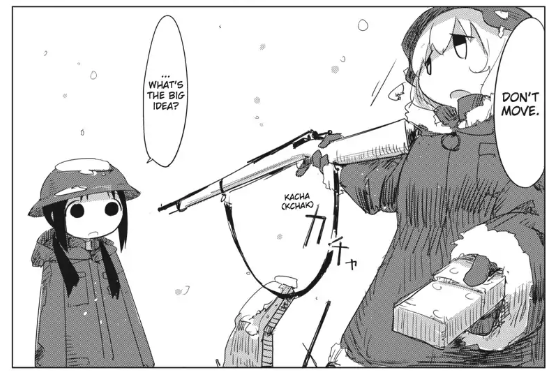 DON'T
MOVE.
KACHA
(KCHAK)
カチャ
...
WHAT'S
THE BIG
IDEA?